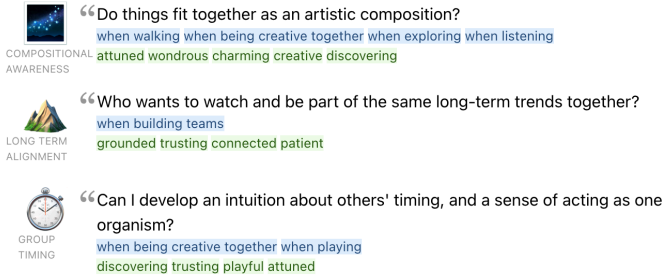 “Do things fit together as an artistic composition?
when walking when being creative together when exploring when listening
COMPOSITIONAL
AWARENESS
attuned wondrous charming creative discovering
“Who wants to watch and be part of the same long-term trends together?
when building teams
LONG TERM
ALIGNMENT
grounded trusting connected patient
“Can I develop an intuition about others' timing, and a sense of acting as one
organism?
GROUP
TIMING
when being creative together when playing
discovering trusting playful attuned